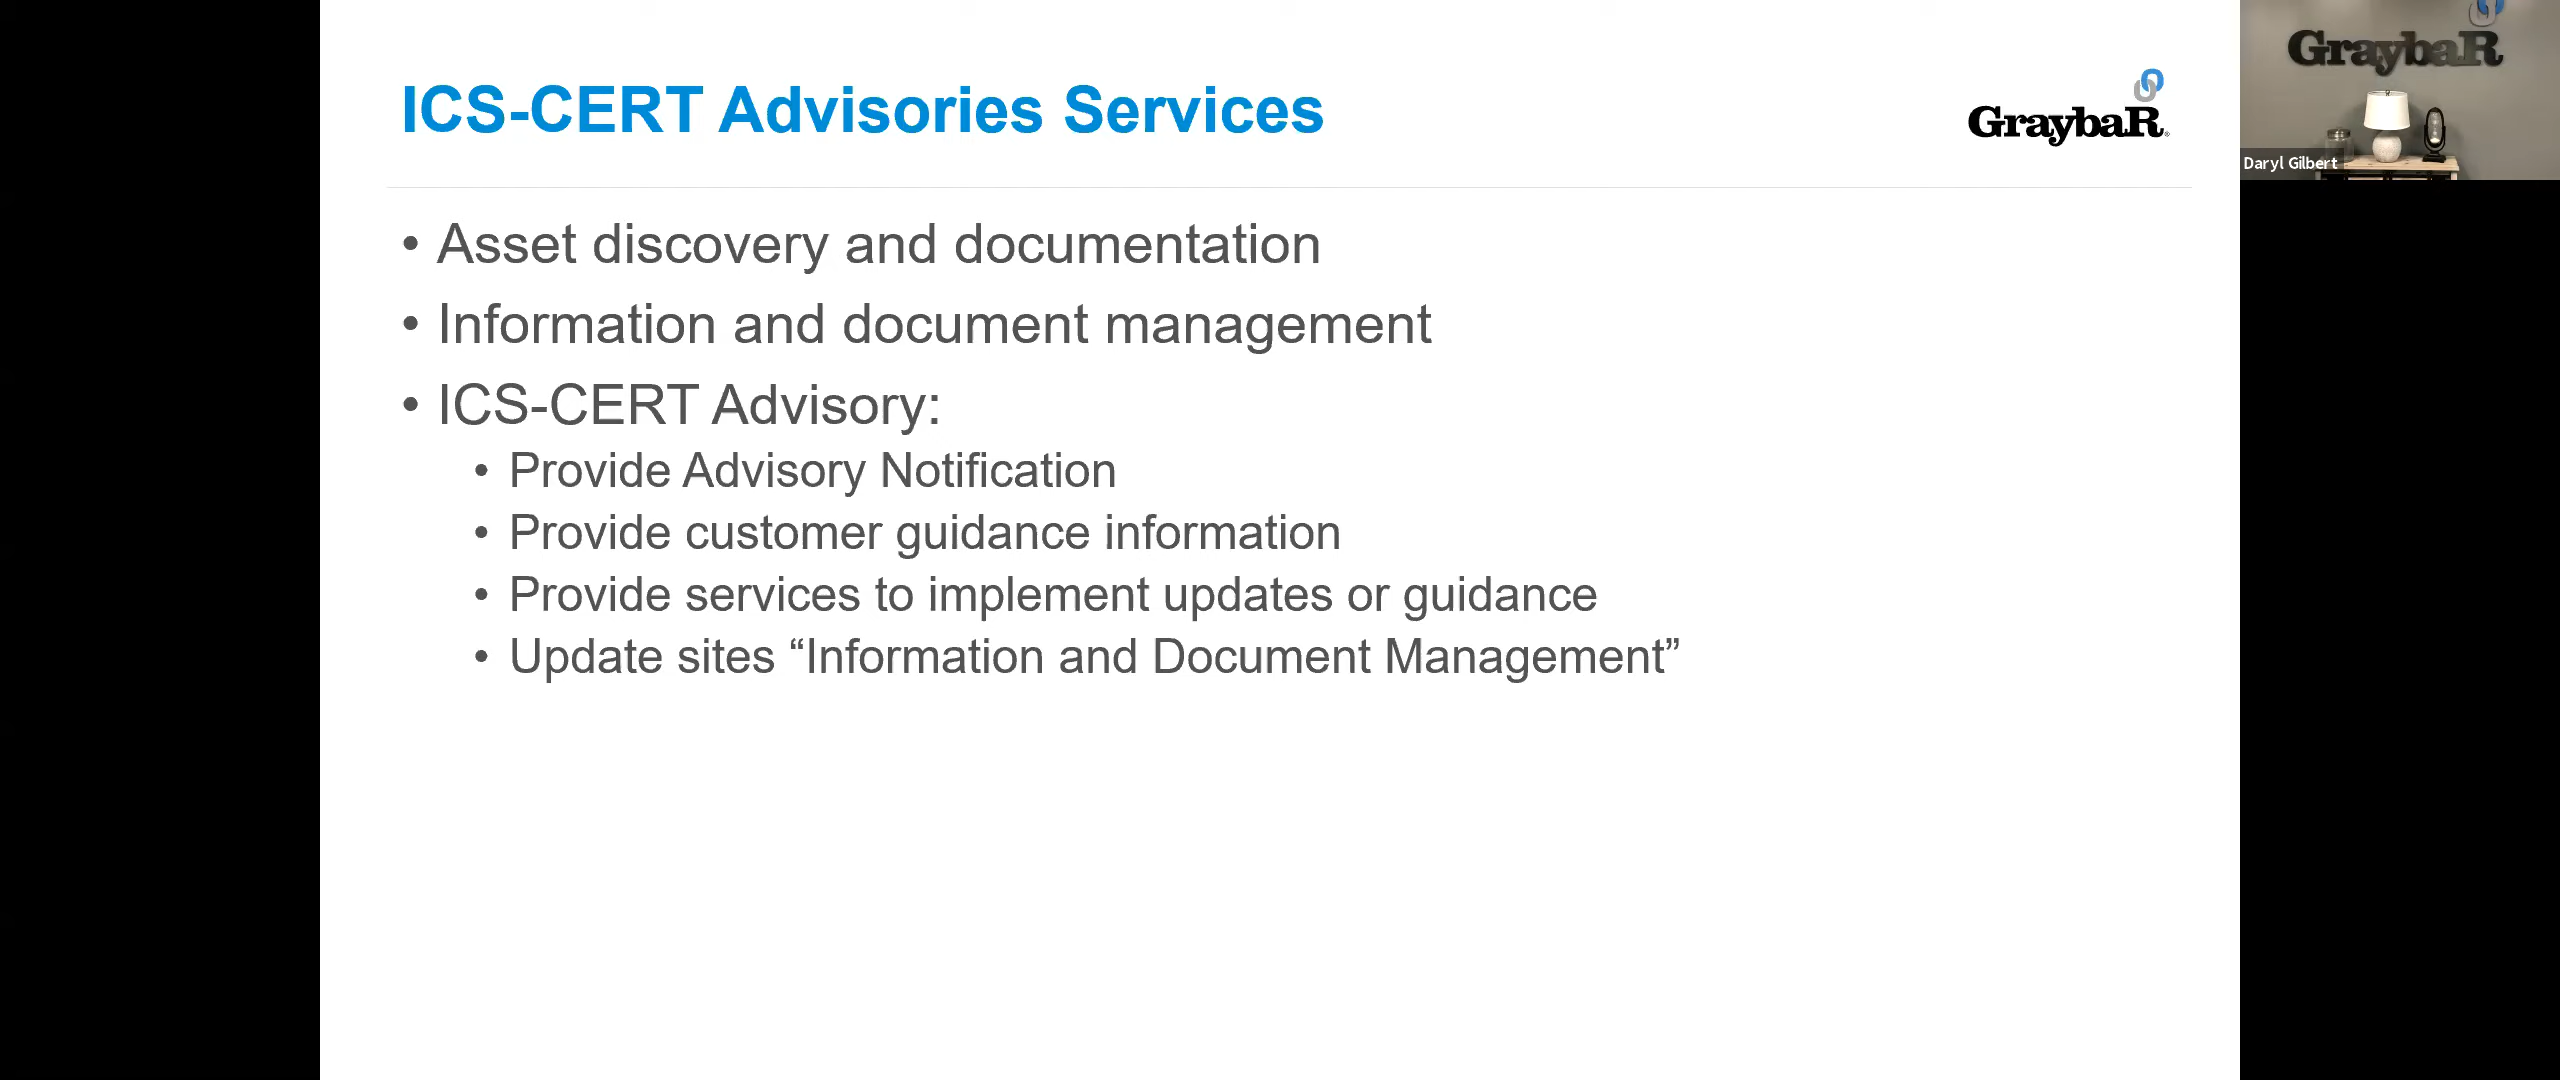 ICS-CERT Advisories Services
GraybaR
• Asset discovery and documentation
• Information and document management
• ICS-CERT Advisory:
• Provide Advisory Notification
• Provide customer guidance information
• Provide services to implement updates or guidance
• Update sites “Information and Document Management”
GraybaR
Daryl Gilbert